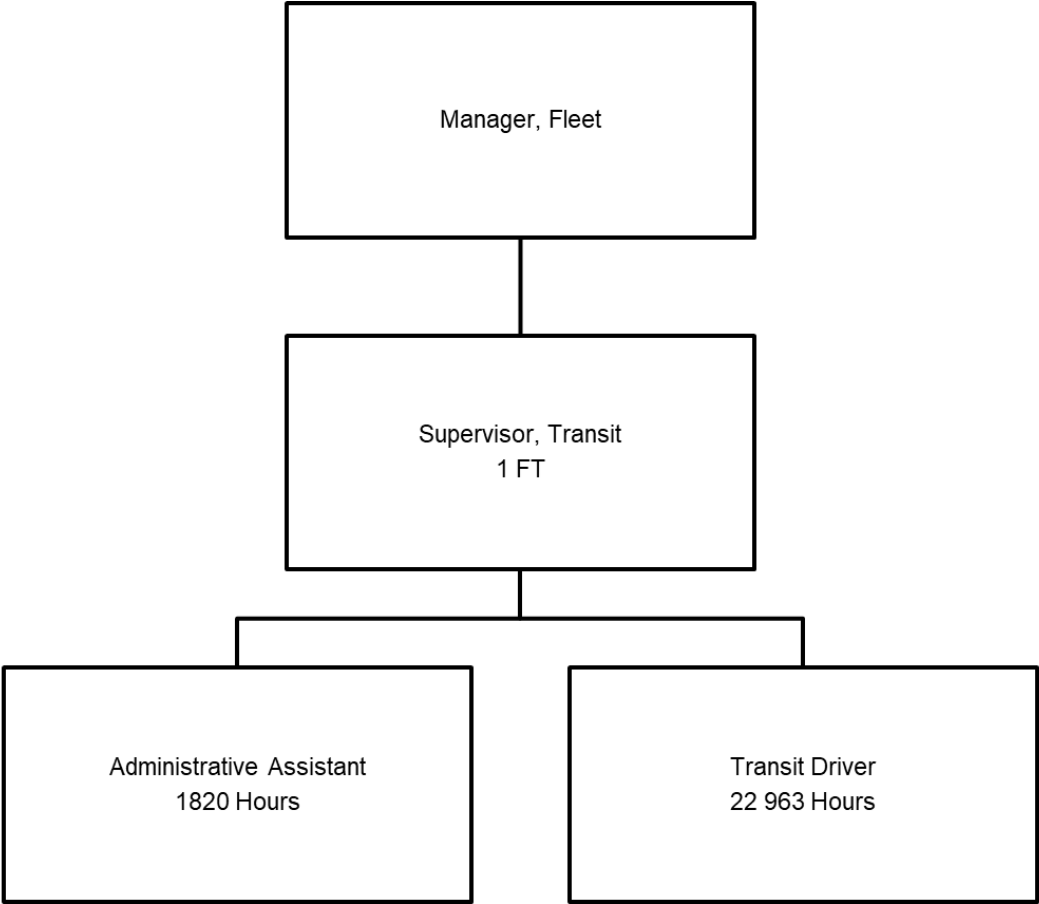 Manager, Fleet
Supervisor, Transit
1 FT
Administrative Assistant
1820 Hours
Transit Driver
22 963 Hours